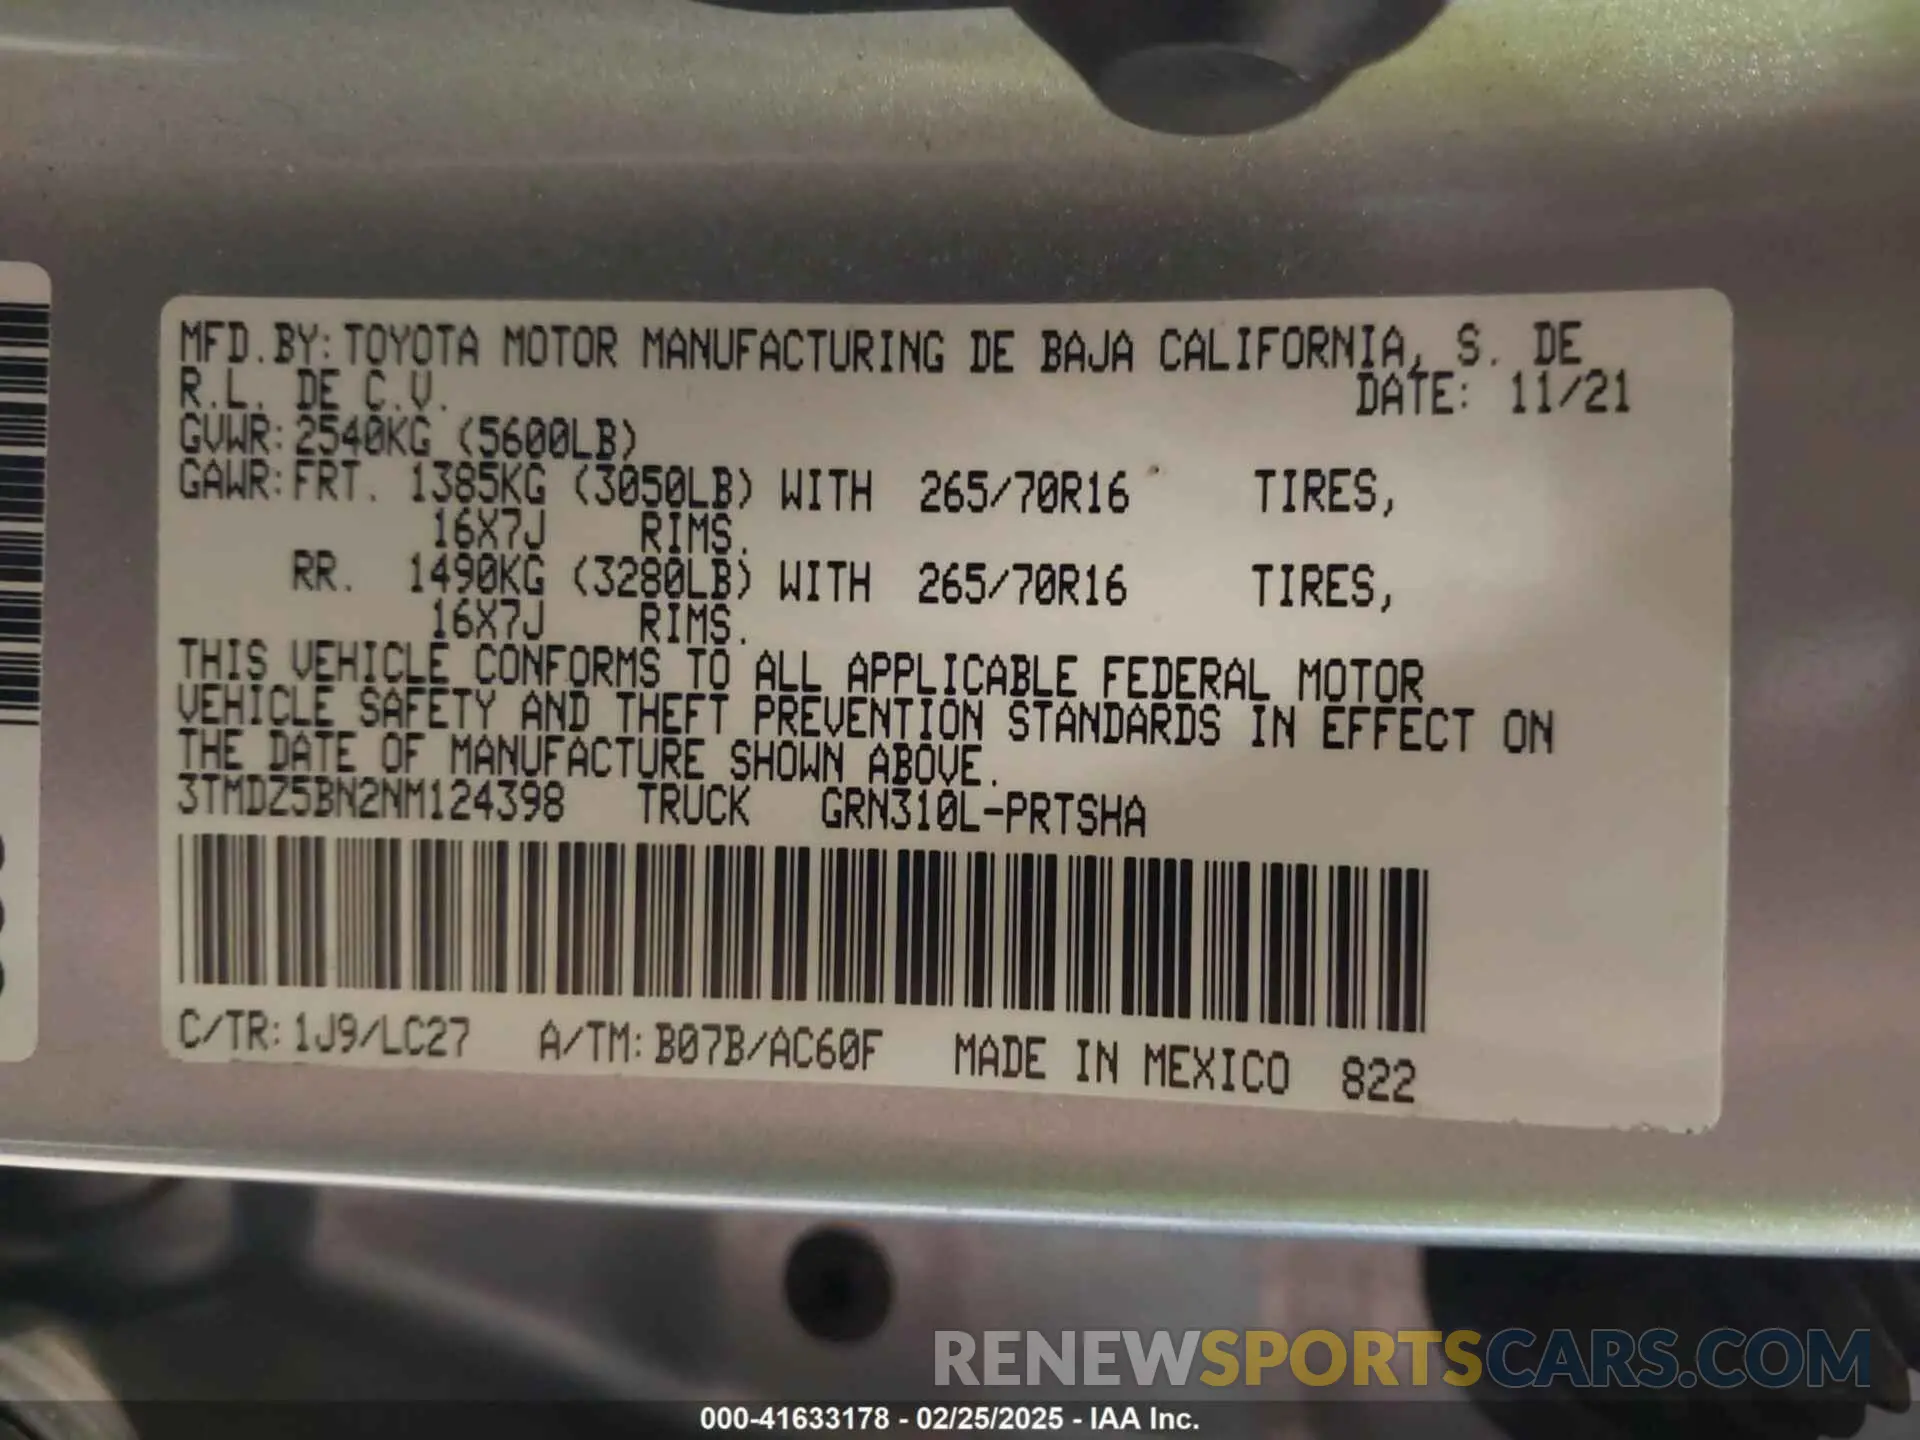 MFD.BY:TOYOTA MOTOR MANUFACTURING DE BAJA CALIFORNIA, S. DE
R.L. DE C.V. DATE: 11/21
GVWR:2540KG (5600LB)
GAWR:FRT. 1385KG (3050LB) WITH 265/70R16 TIRES,
16X7J RIMS.
RR. 1490KG (3280LB) WITH 265/70R16 TIRES,
16X7J RIMS.
THIS VEHICLE CONFORMS TO ALL APPLICABLE FEDERAL MOTOR
VEHICLE SAFETY AND THEFT PREVENTION STANDARDS IN EFFECT ON
THE DATE OF MANUFACTURE SHOWN ABOVE.
3TMDZ5BN2NM124398 TRUCK GRN310L-PRTSHA
C/TR:1J9/LC27 A/TM:B07B/AC60F MADE IN MEXICO 822
RENEWSPORTSCARS.COM
000-41633178 - 02/25/2025 - IAA Inc.